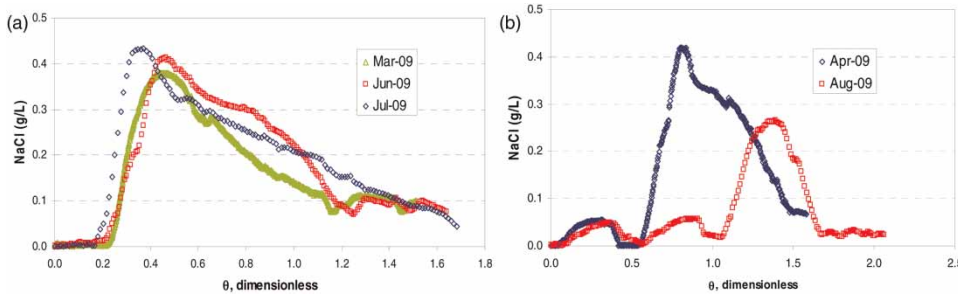 (a)
0.5
0.4
0.3
0.2
0.1
0.0
NaCl (g/L)
Mar-09
Jun-09
Jul-09
0.0 0.2 0.4 0.6 0.8 1.0 1.2 1.4 1.6 1.8
θ, dimensionless
(b)
0.5
0.4
0.3
0.2
0.1
0.0
NaCl (g/L)
Apr-09
Aug-09
0.0 0.5 1.0 1.5 2.0 2.5
θ, dimensionless